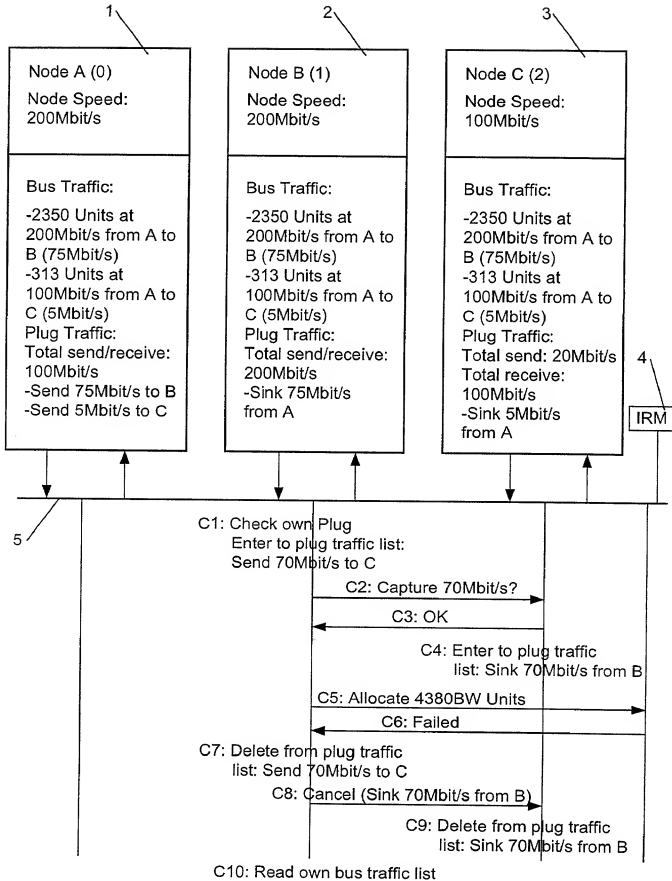 1
2
3
Node A (0)
Node Speed:
200Mbit/s
Bus Traffic:
-2350 Units at
200Mbit/s from A to
B (75Mbit/s)
-313 Units at
100Mbit/s from A to
C (5Mbit/s)
Plug Traffic:
Total send/receive:
100Mbit/s
-Send 75Mbit/s to B
-Send 5Mbit/s to C
Node B (1)
Node Speed:
200Mbit/s
Bus Traffic:
-2350 Units at
200Mbit/s from A to
B (75Mbit/s)
-313 Units at
100Mbit/s from A to
C (5Mbit/s)
Plug Traffic:
Total send/receive:
200Mbit/s
-Sink 75Mbit/s
from A
Node C (2)
Node Speed:
100Mbit/s
Bus Traffic:
-2350 Units at
200Mbit/s from A to
B (75Mbit/s)
-313 Units at
100Mbit/s from A to
C (5Mbit/s)
Plug Traffic:
Total send: 20Mbit/s
Total receive:
100Mbit/s
-Sink 5Mbit/s
from A
4
IRM
5
C1: Check own Plug
Enter to plug traffic list:
Send 70Mbit/s to C
C2: Capture 70Mbit/s?
C3: OK
C4: Enter to plug traffic
list: Sink 70Mbit/s from B
C5: Allocate 4380BW Units
C6: Failed
C7: Delete from plug traffic
list: Send 70Mbit/s to C
C8: Cancel (Sink 70Mbit/s from B)
C9: Delete from plug traffic
list: Sink 70Mbit/s from B
C10: Read own bus traffic list